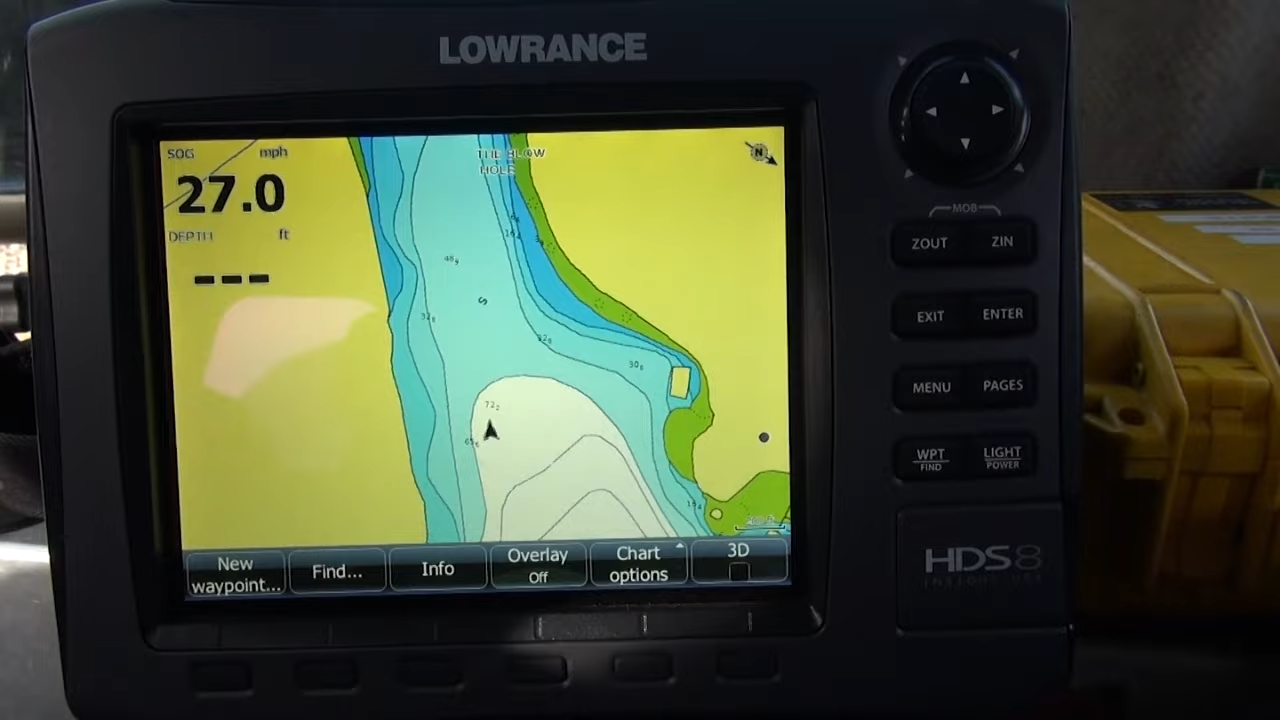 LOWRANCE
SOG mph
27.0
DEPTH ft
---
THE BLOW
HOLE
N
S
New
waypoint...
Find...
Info
Overlay
Off
Chart
options
3D
MOB
ZOUT ZIN
EXIT ENTER
MENU PAGES
WPT
FIND
LIGHT
POWER
HDS8